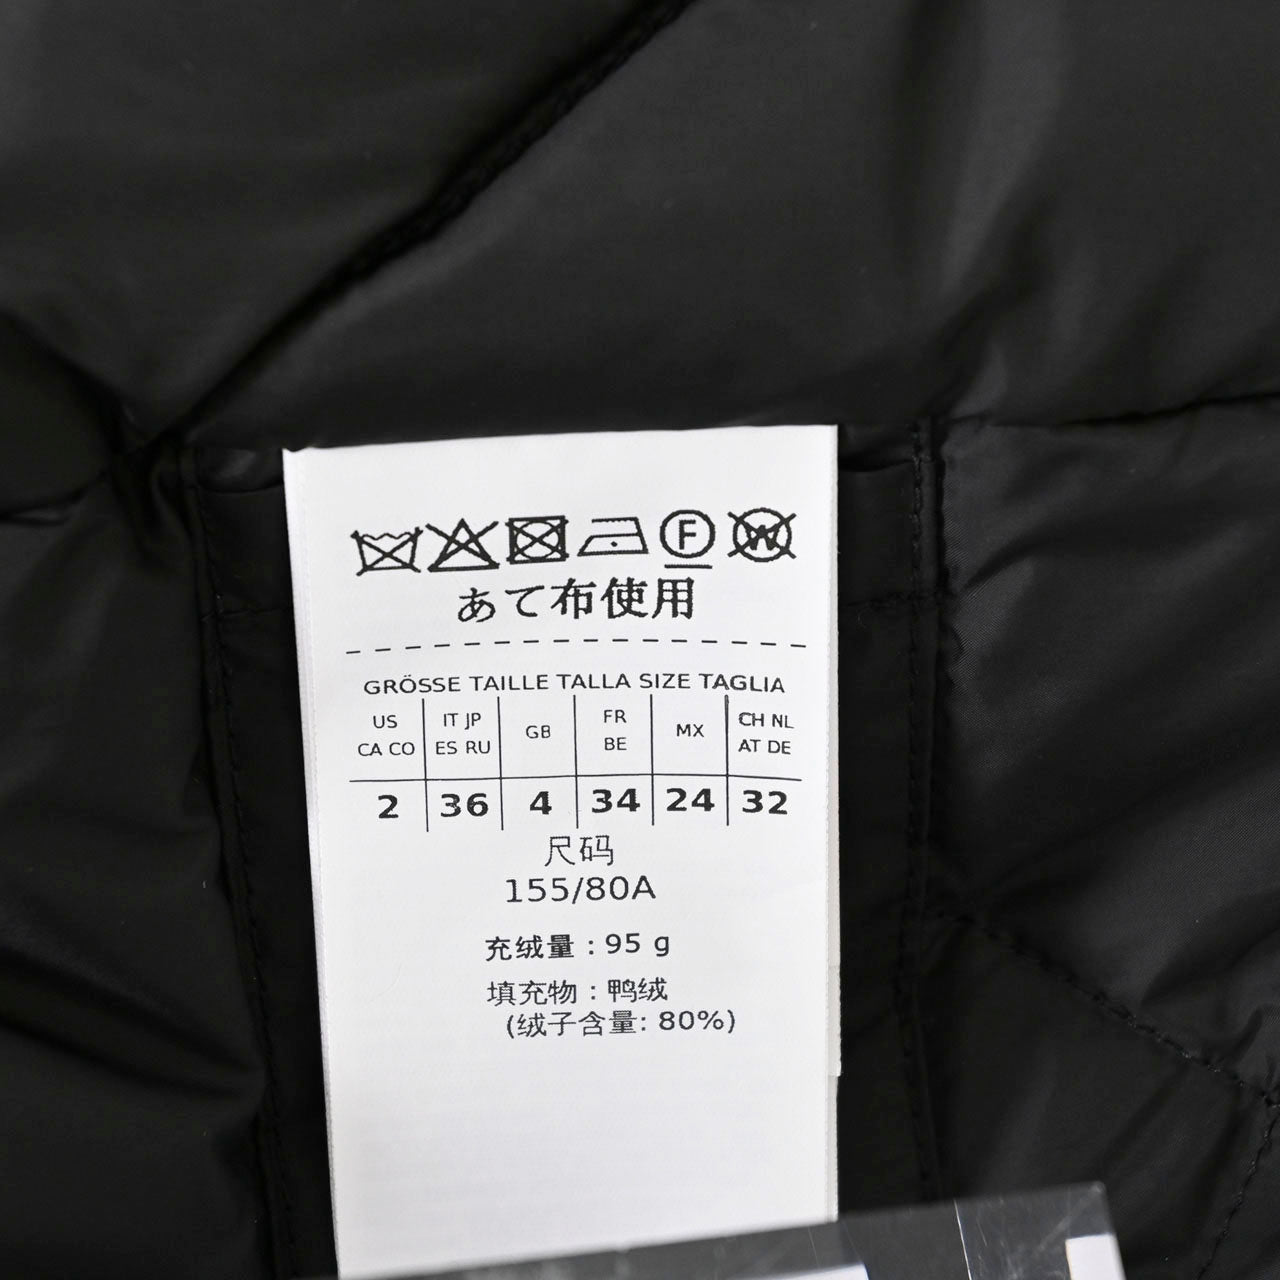 F W
あて布使用
GRÖSSE TAILLE TALLA SIZE TAGLIA
US IT JP GB FR MX CH NL
CA CO ES RU BE AT DE
2 36 4 34 24 32
尺码
155/80A
充绒量：95 g
填充物：鸭绒
(绒子含量: 80%)